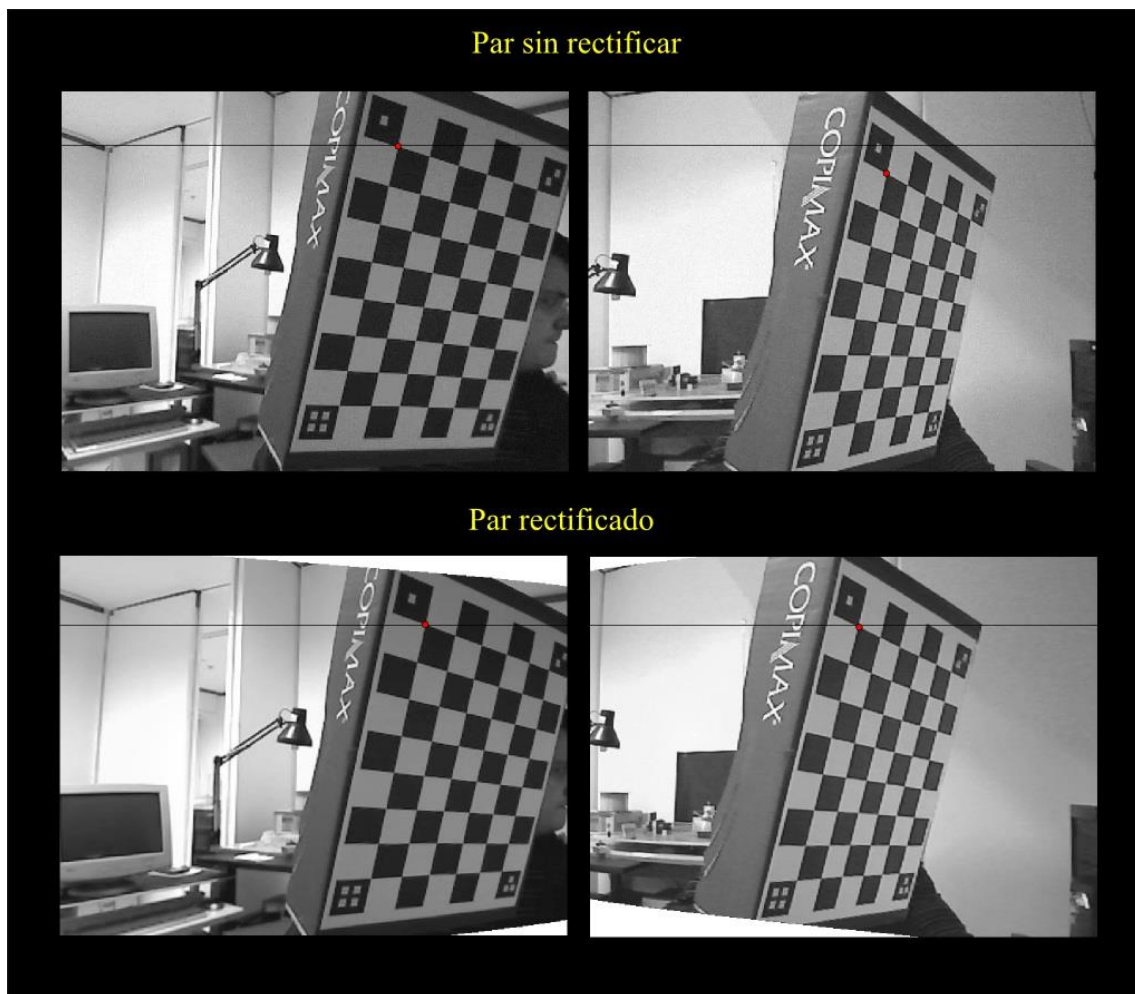 Par sin rectificar
COPIMAX
COPIMAX
Par rectificado
COPIMAX
COPIMAX